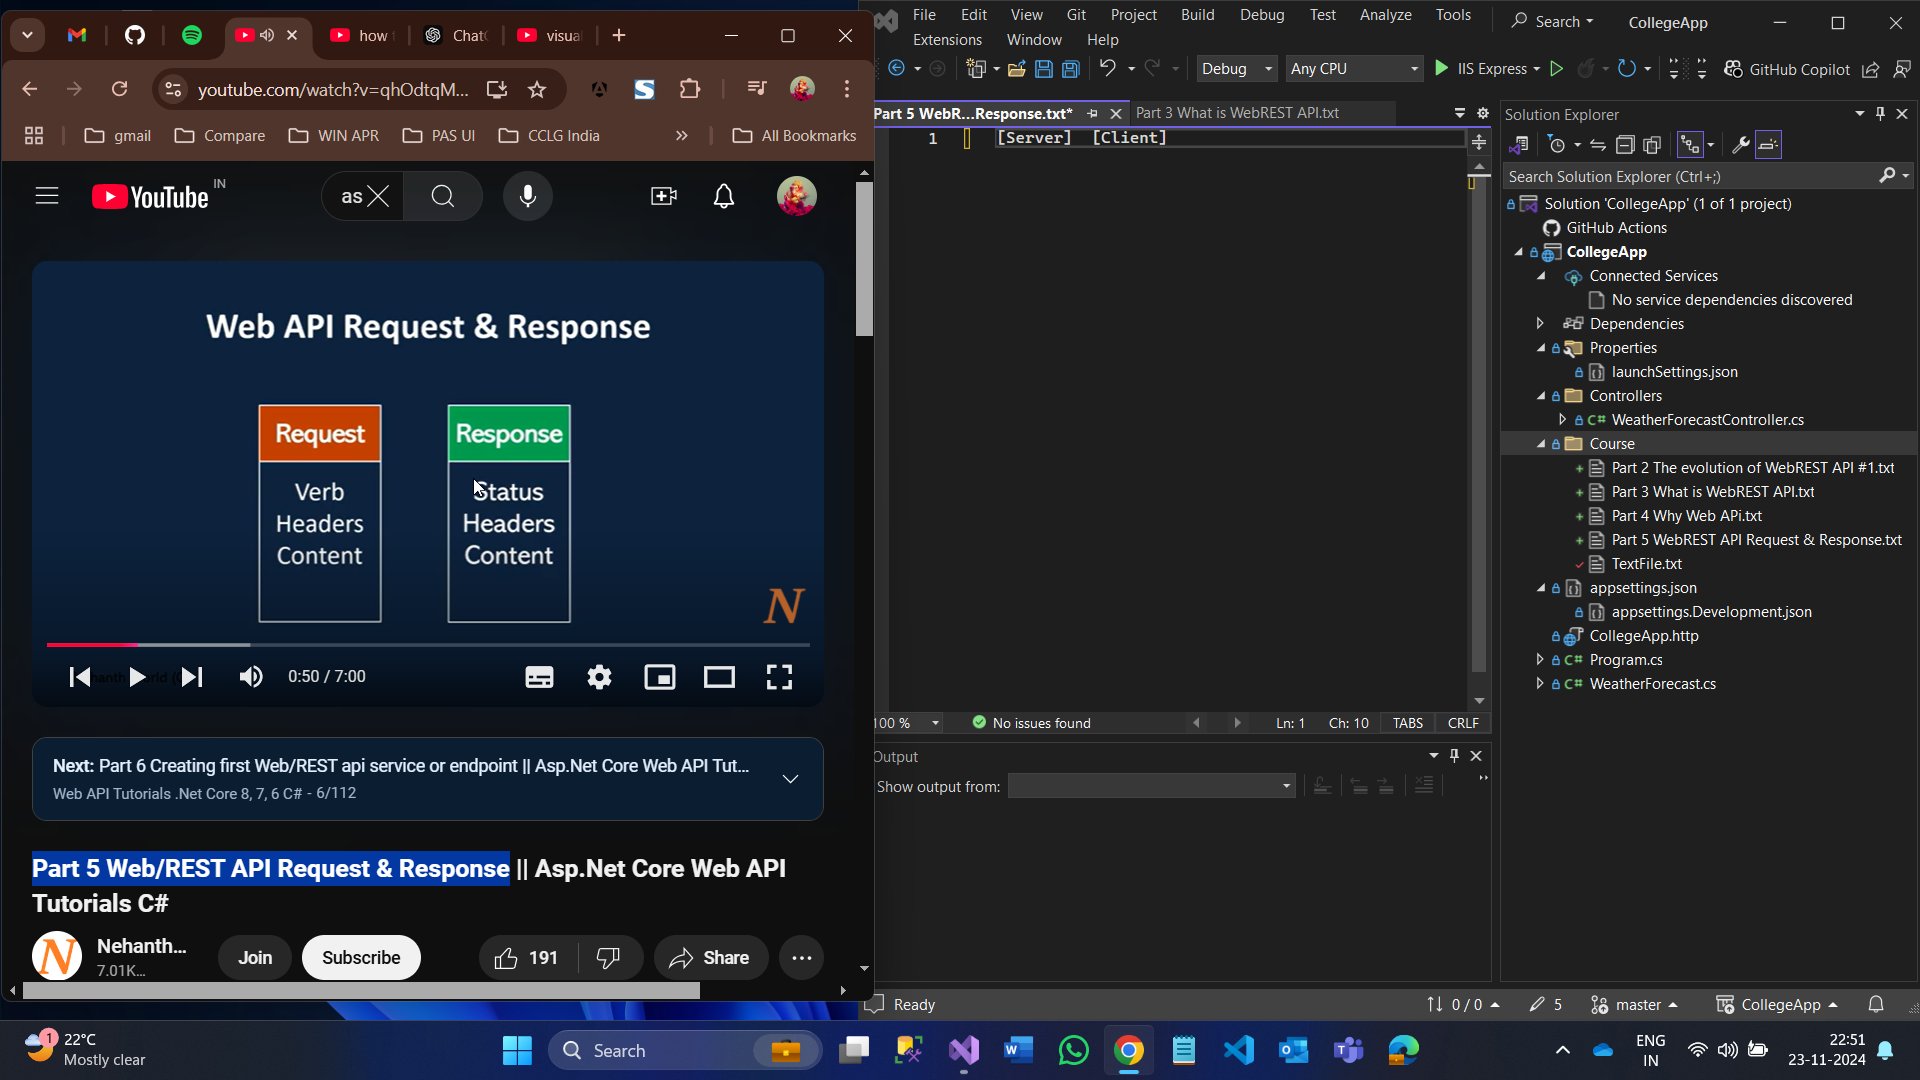 how
Chat
visua
youtube.com/watch?v=qhOdtqM...
gmail
Compare
WIN APR
PAS UI
CCLG India
»
All Bookmarks
YouTube IN
as
Web API Request & Response
Request
Response
Verb
Headers
Content
Status
Headers
Content
N
0:50 / 7:00
Next: Part 6 Creating first Web/REST api service or endpoint || Asp.Net Core Web API Tut...
Web API Tutorials .Net Core 8, 7, 6 C# - 6/112
Part 5 Web/REST API Request & Response || Asp.Net Core Web API
Tutorials C#
N
Nehanth...
7.01K...
Join
Subscribe
191
Share
File Edit View Git Project Build Debug Test Analyze Tools
Extensions Window Help
Search
CollegeApp
Debug
Any CPU
IIS Express
GitHub Copilot
Part 5 WebR...Response.txt*
Part 3 What is WebREST API.txt
1 [Server] [Client]
100 %
No issues found
Ln: 1 Ch: 10 TABS CRLF
Output
Show output from:
Solution Explorer
Search Solution Explorer (Ctrl+;)
Solution 'CollegeApp' (1 of 1 project)
GitHub Actions
CollegeApp
Connected Services
No service dependencies discovered
Dependencies
Properties
launchSettings.json
Controllers
C# WeatherForecastController.cs
Course
Part 2 The evolution of WebREST API #1.txt
Part 3 What is WebREST API.txt
Part 4 Why Web APi.txt
Part 5 WebREST API Request & Response.txt
TextFile.txt
appsettings.json
appsettings.Development.json
CollegeApp.http
C# Program.cs
C# WeatherForecast.cs
Ready
0 / 0
5
master
CollegeApp
1
22°C
Mostly clear
Search
ENG
IN
22:51
23-11-2024